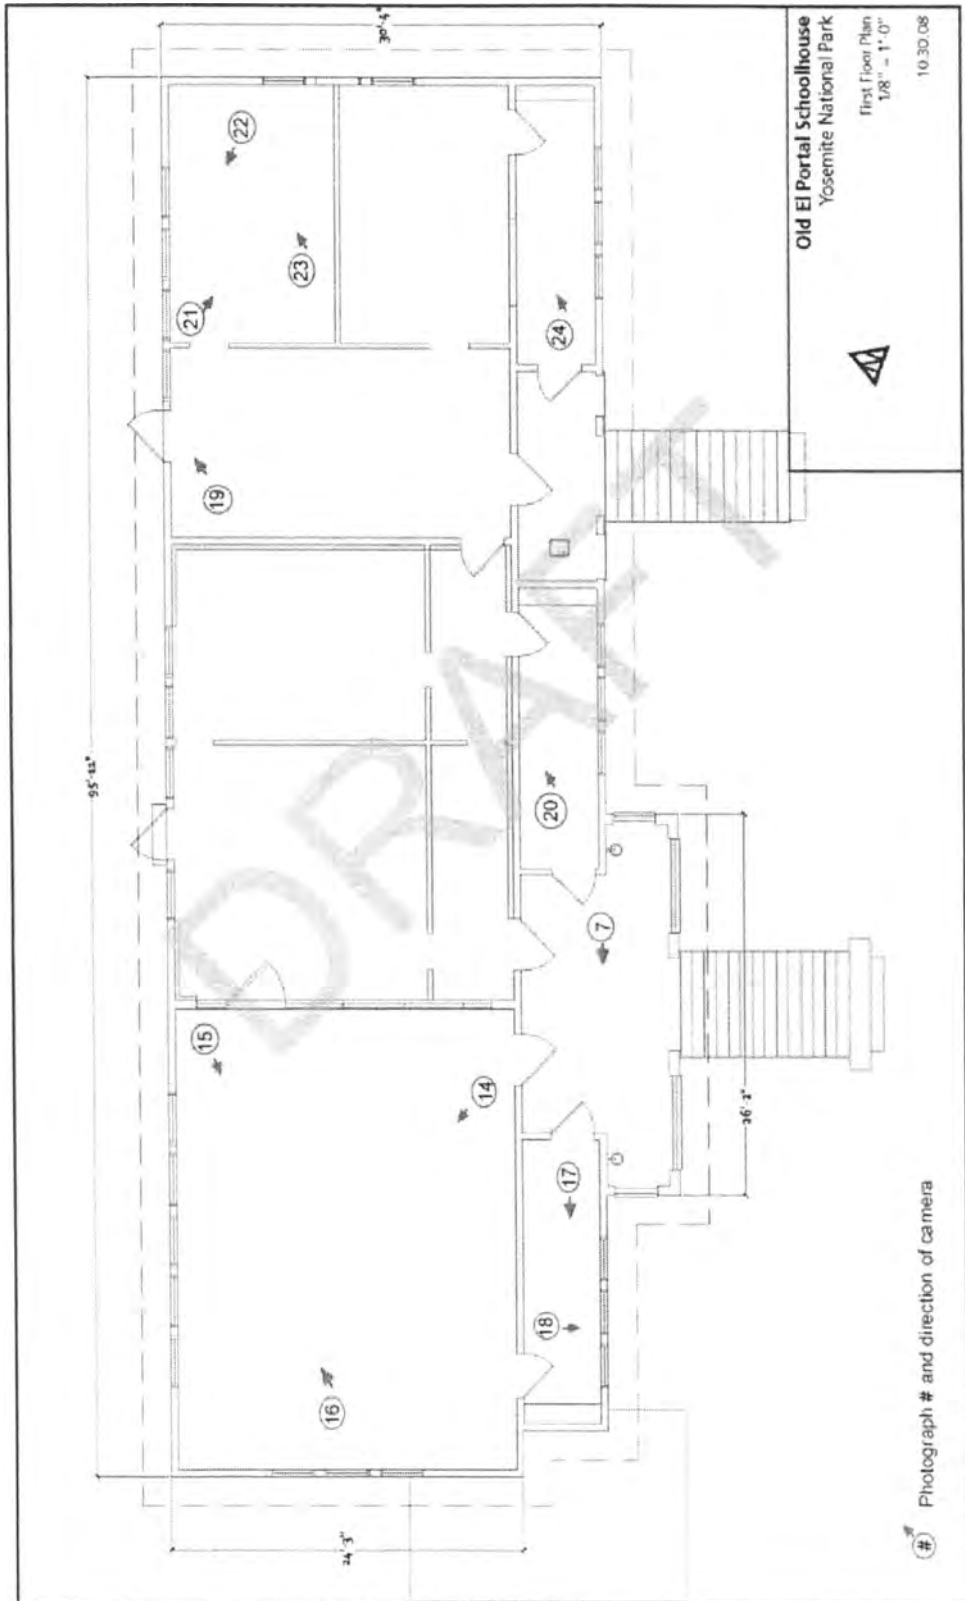 Old El Portal Schoolhouse
Yosemite National Park
First Floor Plan
1/8" = 1'-0"
10.30.08
30'-4"
95'-11"
24'-3"
26'-2"
22
21
23
19
24
15
14
20
7
16
17
18
DRAFT
# Photograph # and direction of camera